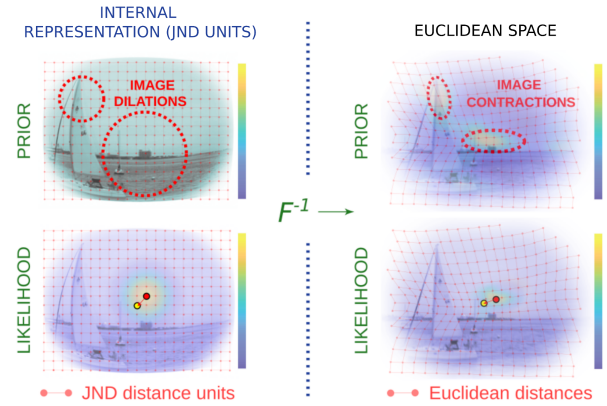 INTERNAL
REPRESENTATION (JND UNITS)
EUCLIDEAN SPACE
PRIOR
IMAGE
DILATIONS
PRIOR
IMAGE
CONTRACTIONS
F⁻¹
LIKELIHOOD
LIKELIHOOD
JND distance units
Euclidean distances